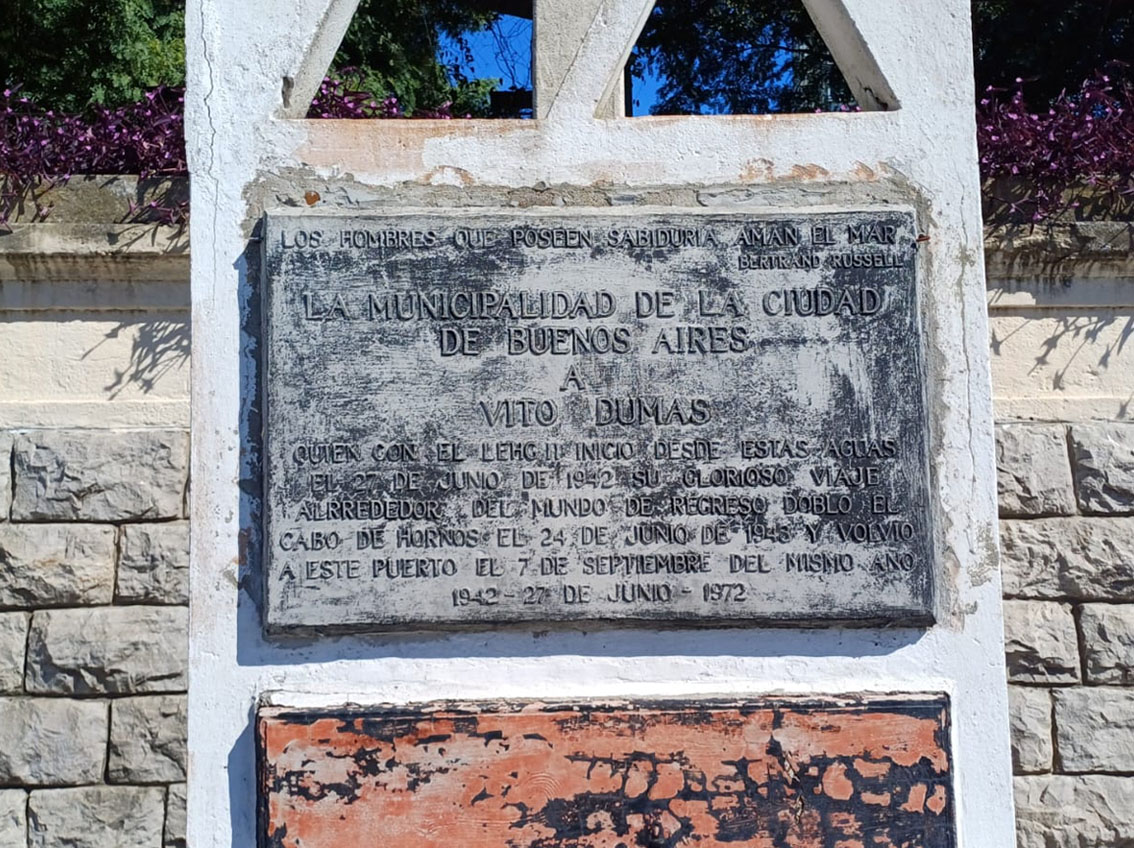 LOS HOMBRES QUE POSEEN SABIDURIA AMAN EL MAR
BERTRAND RUSSELL
LA MUNICIPALIDAD DE LA CIUDAD
DE BUENOS AIRES
A
VITO DUMAS
QUIEN CON EL LEHG II INICIO DESDE ESTAS AGUAS
EL 27 DE JUNIO DE 1942 SU GLORIOSO VIAJE
ALRREDEDOR DEL MUNDO DE REGRESO DOBLO EL
CABO DE HORNOS EL 24 DE JUNIO DE 1943 Y VOLVIO
A ESTE PUERTO EL 7 DE SEPTIEMBRE DEL MISMO AÑO
1942 - 27 DE JUNIO - 1972